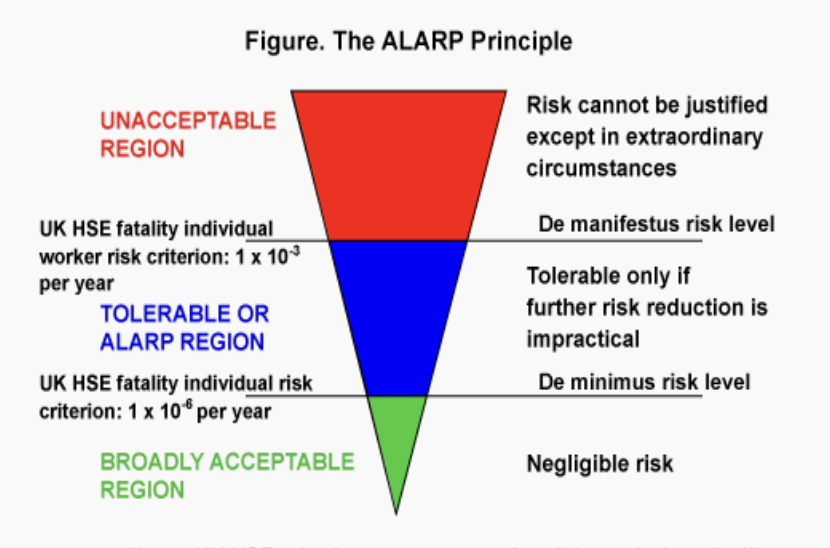 Figure. The ALARP Principle
UNACCEPTABLE
REGION
Risk cannot be justified
except in extraordinary
circumstances
UK HSE fatality individual
worker risk criterion: 1 x 10⁻³
per year
De manifestus risk level
TOLERABLE OR
ALARP REGION
Tolerable only if
further risk reduction is
impractical
UK HSE fatality individual risk
criterion: 1 x 10⁻⁶ per year
De minimus risk level
BROADLY ACCEPTABLE
REGION
Negligible risk